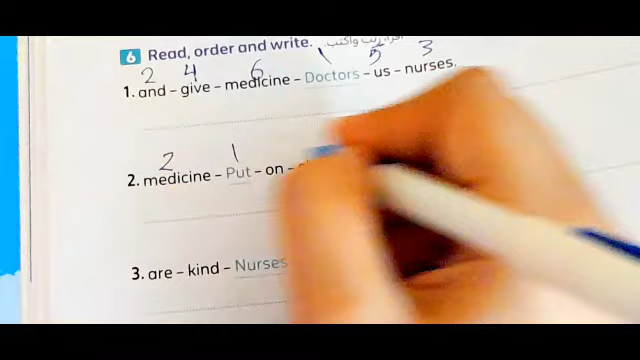 6 Read, order and write. اقرأ رتب واكتب.
2 4 6 1 5 3
1. and – give – medicine – Doctors – us – nurses.
2 1
2. medicine – Put – on –
3. are – kind – Nurses